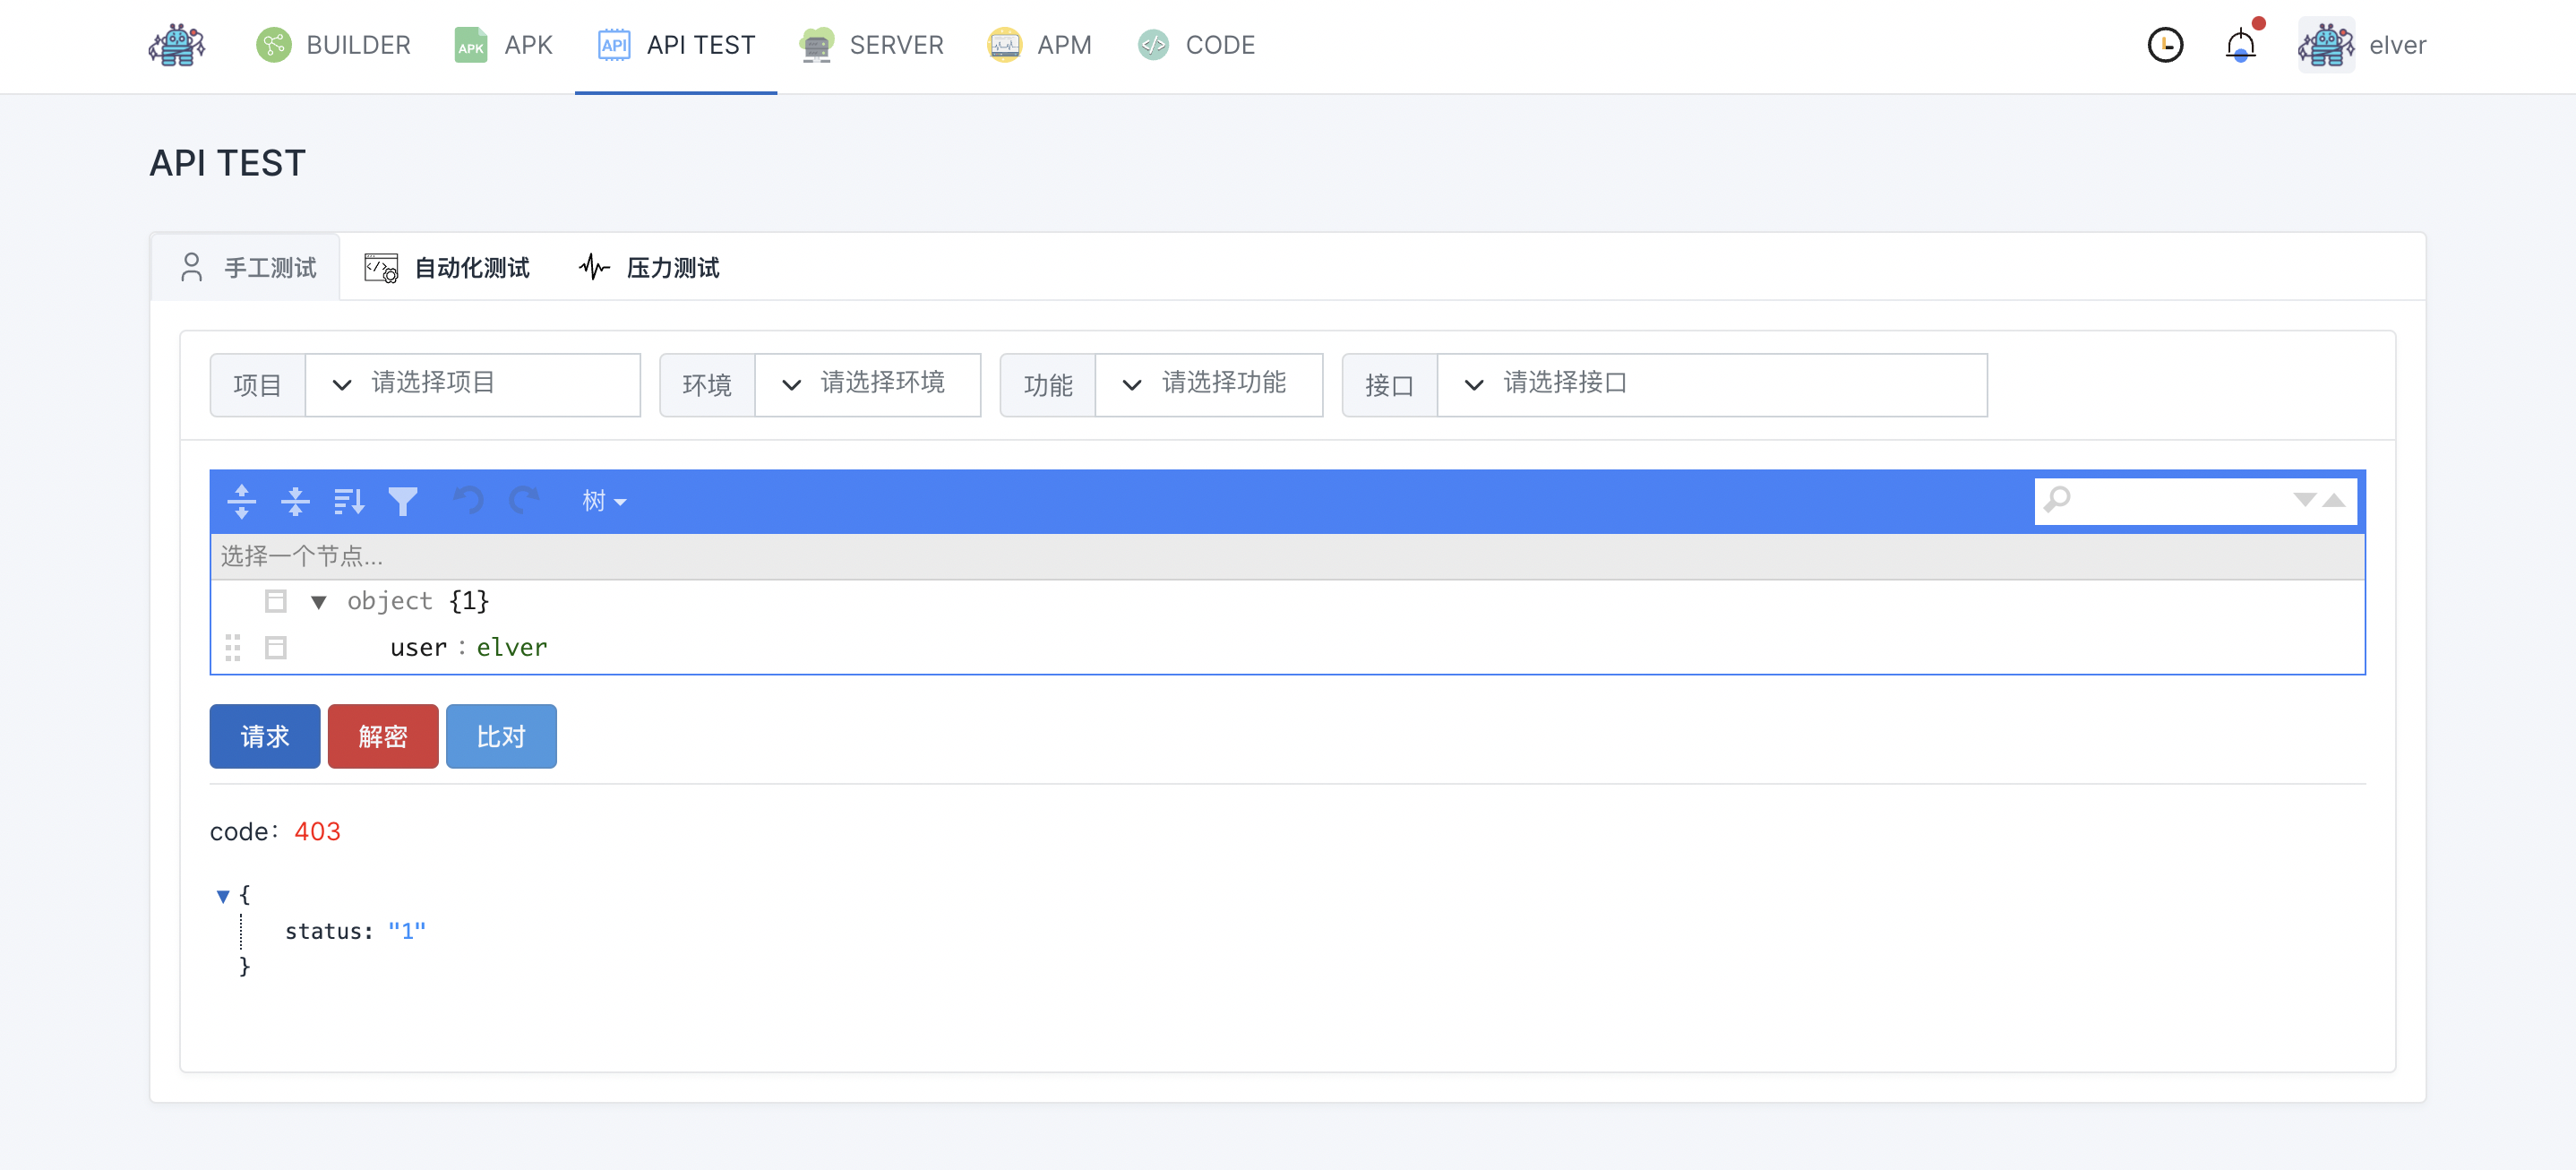 BUILDER APK APK API API TEST SERVER APM </> CODE elver
API TEST
手工测试 </> 自动化测试 压力测试
项目 请选择项目 环境 请选择环境 功能 请选择功能 接口 请选择接口
树
选择一个节点...
object {1}
user : elver
请求 解密 比对
code: 403
{
status: "1"
}